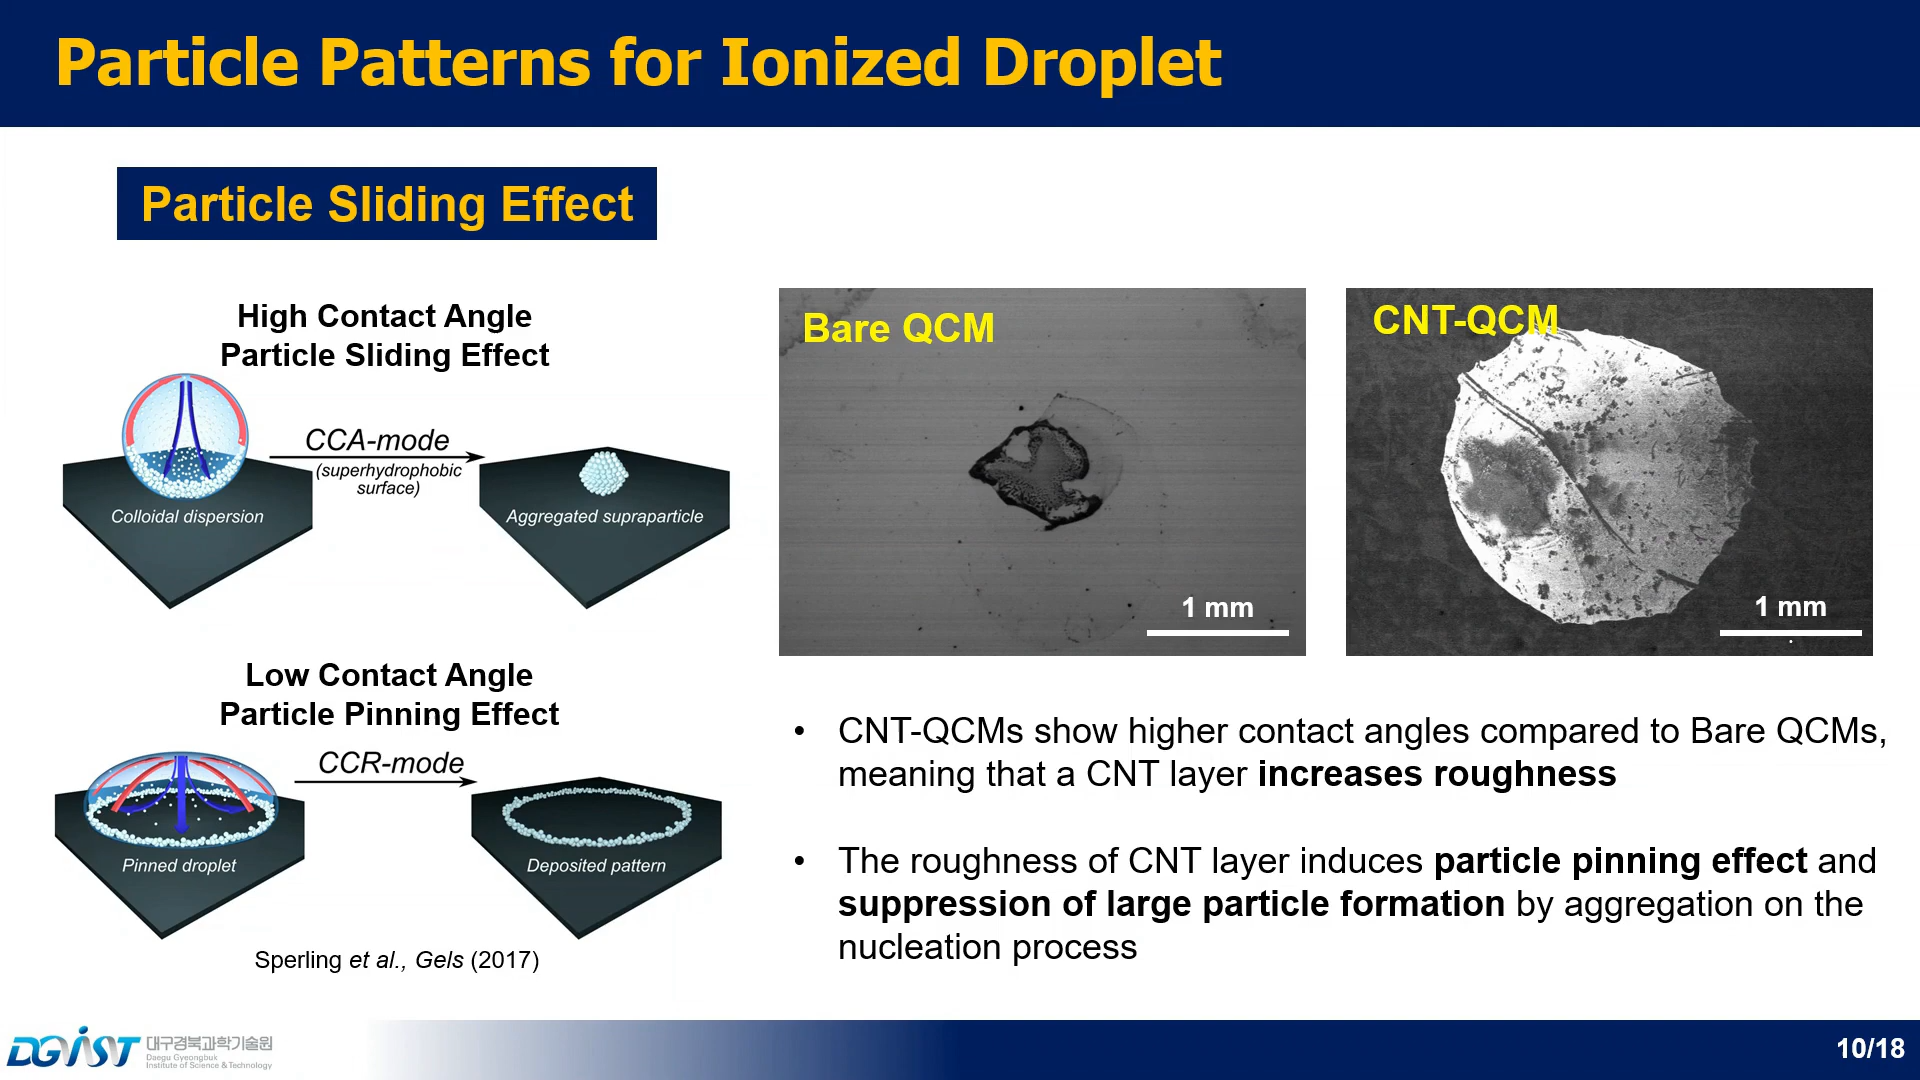 Particle Patterns for Ionized Droplet
Particle Sliding Effect
High Contact Angle
Particle Sliding Effect
CCA-mode
(superhydrophobic
surface)
Colloidal dispersion
Aggregated supraparticle
Low Contact Angle
Particle Pinning Effect
CCR-mode
Pinned droplet
Deposited pattern
Sperling et al., Gels (2017)
Bare QCM
1 mm
CNT-QCM
1 mm
• CNT-QCMs show higher contact angles compared to Bare QCMs,
meaning that a CNT layer increases roughness
• The roughness of CNT layer induces particle pinning effect and
suppression of large particle formation by aggregation on the
nucleation process
DGIST 대구경북과학기술원
Daegu Gyeongbuk
Institute of Science & Technology
10/18